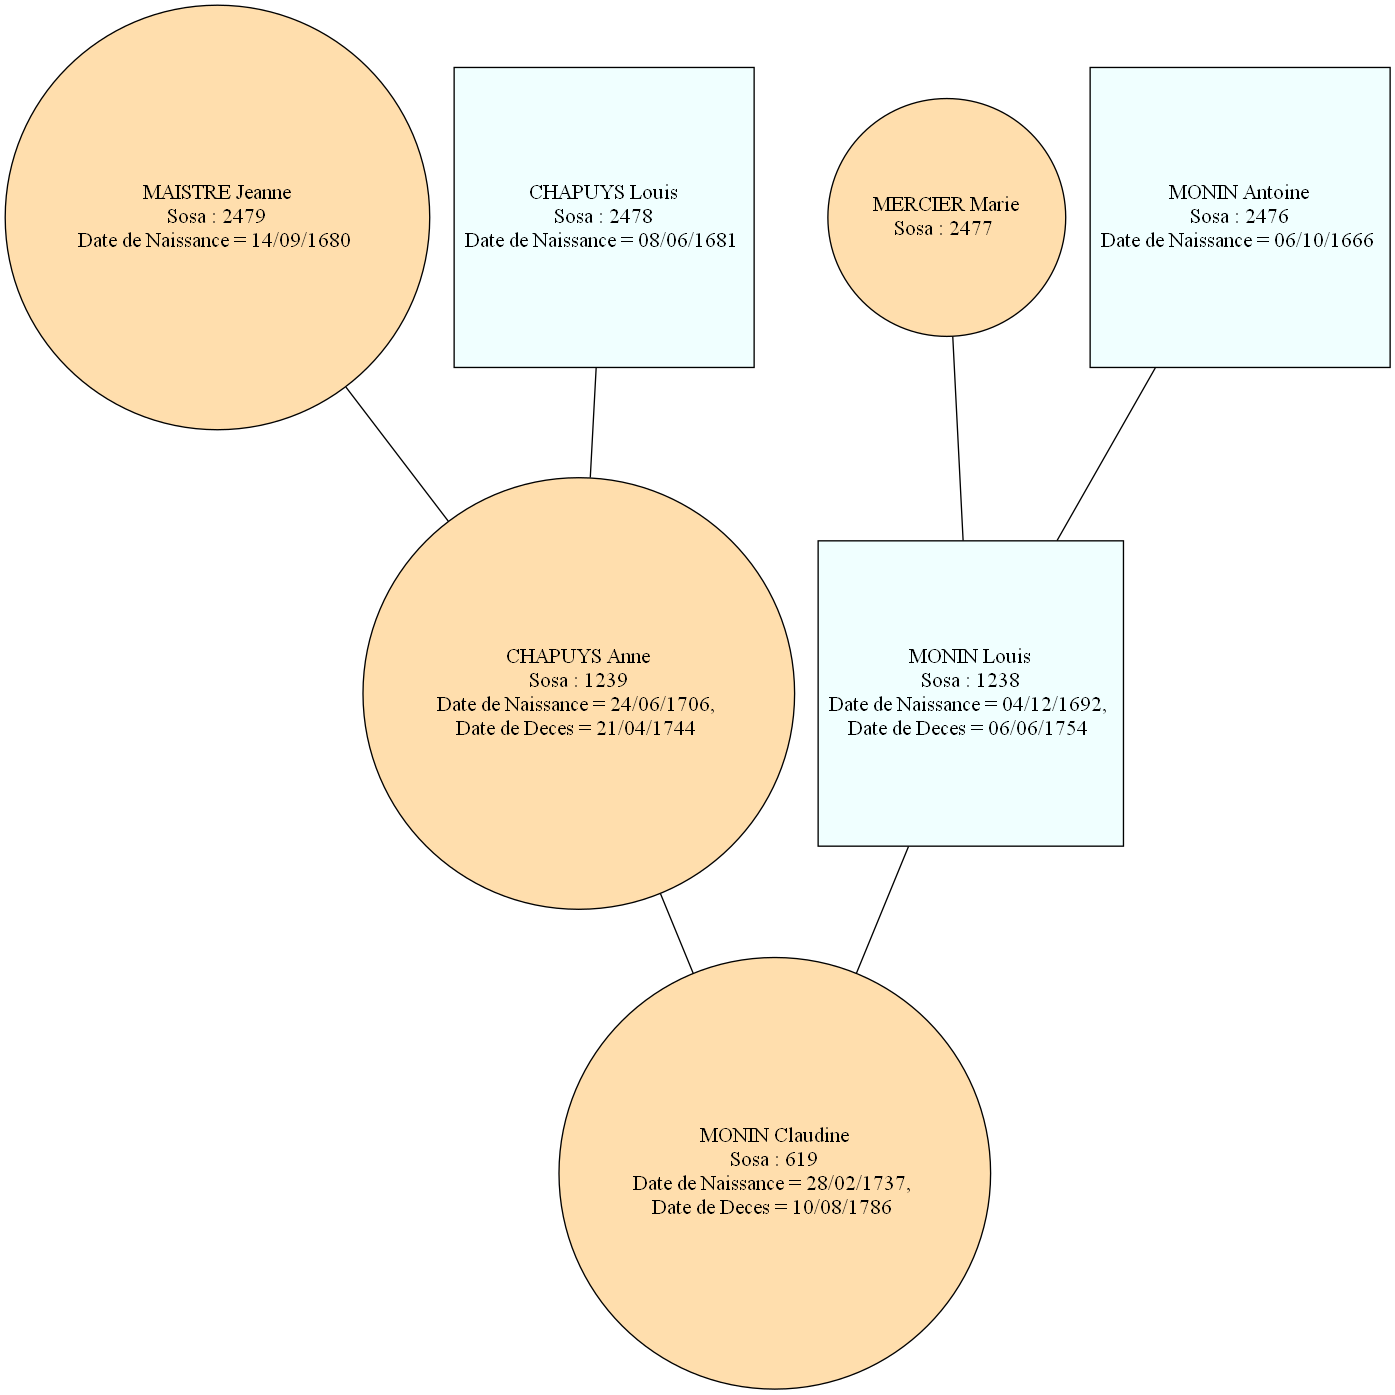 MAISTRE Jeanne
Sosa : 2479
Date de Naissance = 14/09/1680
CHAPUYS Louis
Sosa : 2478
Date de Naissance = 08/06/1681
MERCIER Marie
Sosa : 2477
MONIN Antoine
Sosa : 2476
Date de Naissance = 06/10/1666
CHAPUYS Anne
Sosa : 1239
Date de Naissance = 24/06/1706,
Date de Deces = 21/04/1744
MONIN Louis
Sosa : 1238
Date de Naissance = 04/12/1692,
Date de Deces = 06/06/1754
MONIN Claudine
Sosa : 619
Date de Naissance = 28/02/1737,
Date de Deces = 10/08/1786